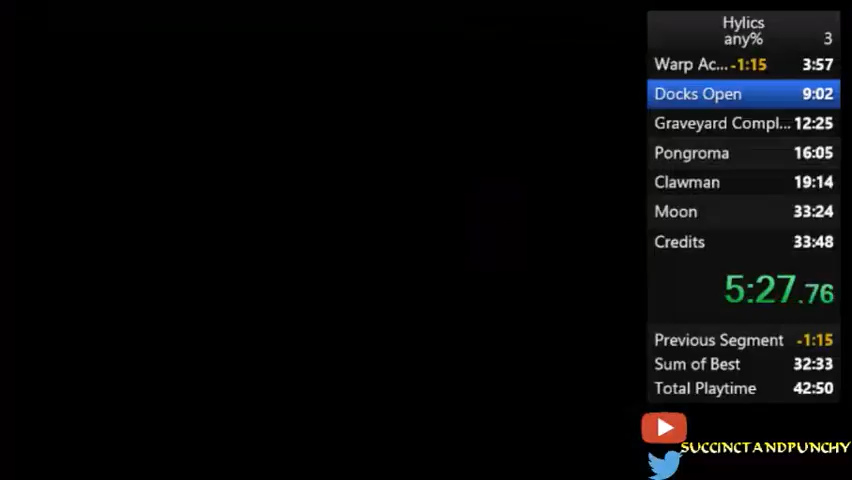 Hylics
any% 3
Warp Ac... -1:15 3:57
Docks Open 9:02
Graveyard Compl... 12:25
Pongroma 16:05
Clawman 19:14
Moon 33:24
Credits 33:48
5:27.76
Previous Segment -1:15
Sum of Best 32:33
Total Playtime 42:50
SUCCINCTANDPUNCHY